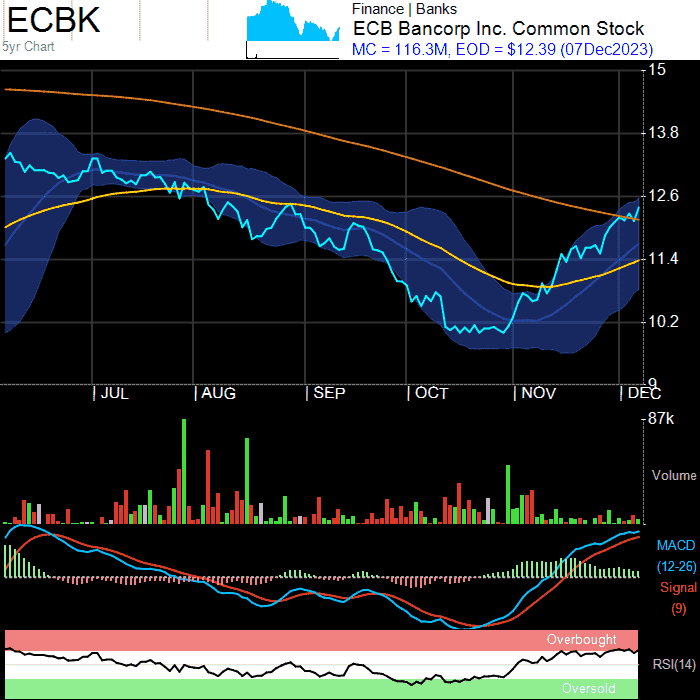 ECBK
5yr Chart
Finance | Banks
ECB Bancorp Inc. Common Stock
MC = 116.3M, EOD = $12.39 (07Dec2023)
15
13.8
12.6
11.4
10.2
9
JUL AUG SEP OCT NOV DEC
87k
Volume
MACD
(12-26)
Signal
(9)
Overbought
RSI(14)
Oversold